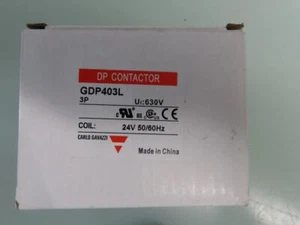 DP CONTACTOR
GDP403L
3P U: 630V
COIL: 24V 50/60Hz
CARLO GAVAZZI
Made in China